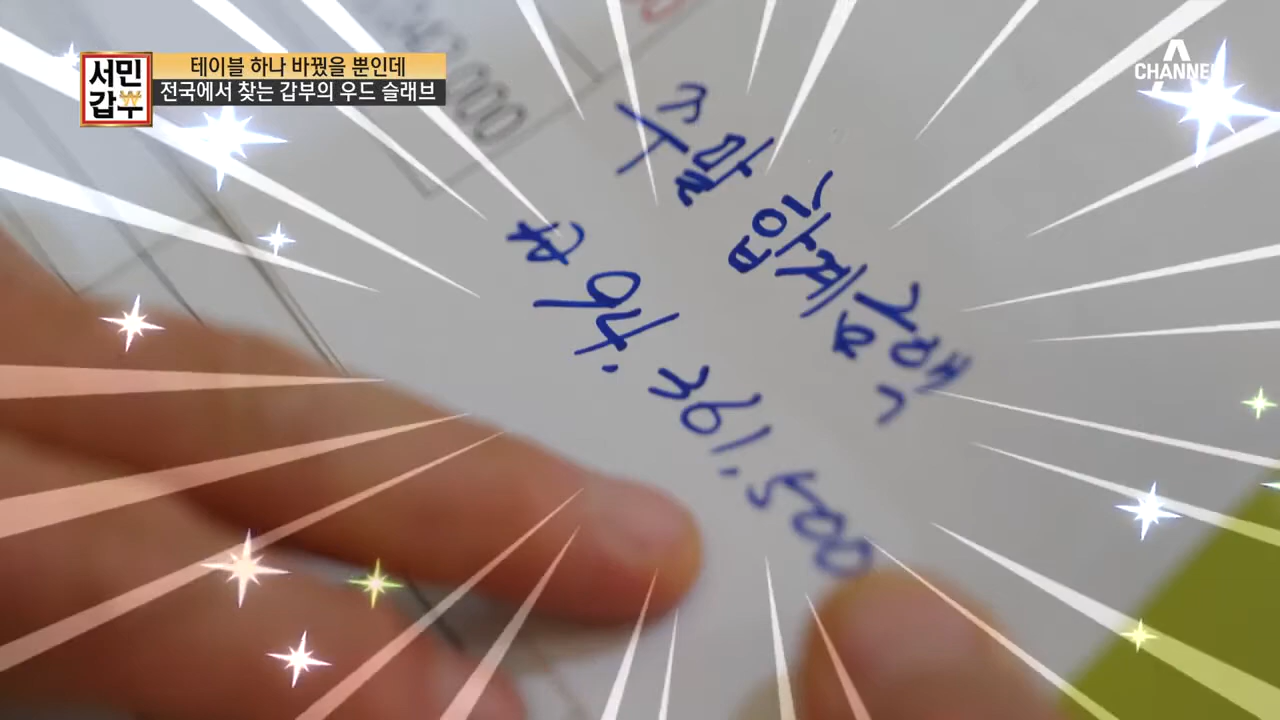 서민
갑부
테이블 하나 바꿨을 뿐인데
전국에서 찾는 갑부의 우드 슬래브
CHANNEL A
주말 합계금액
₩94.361,500